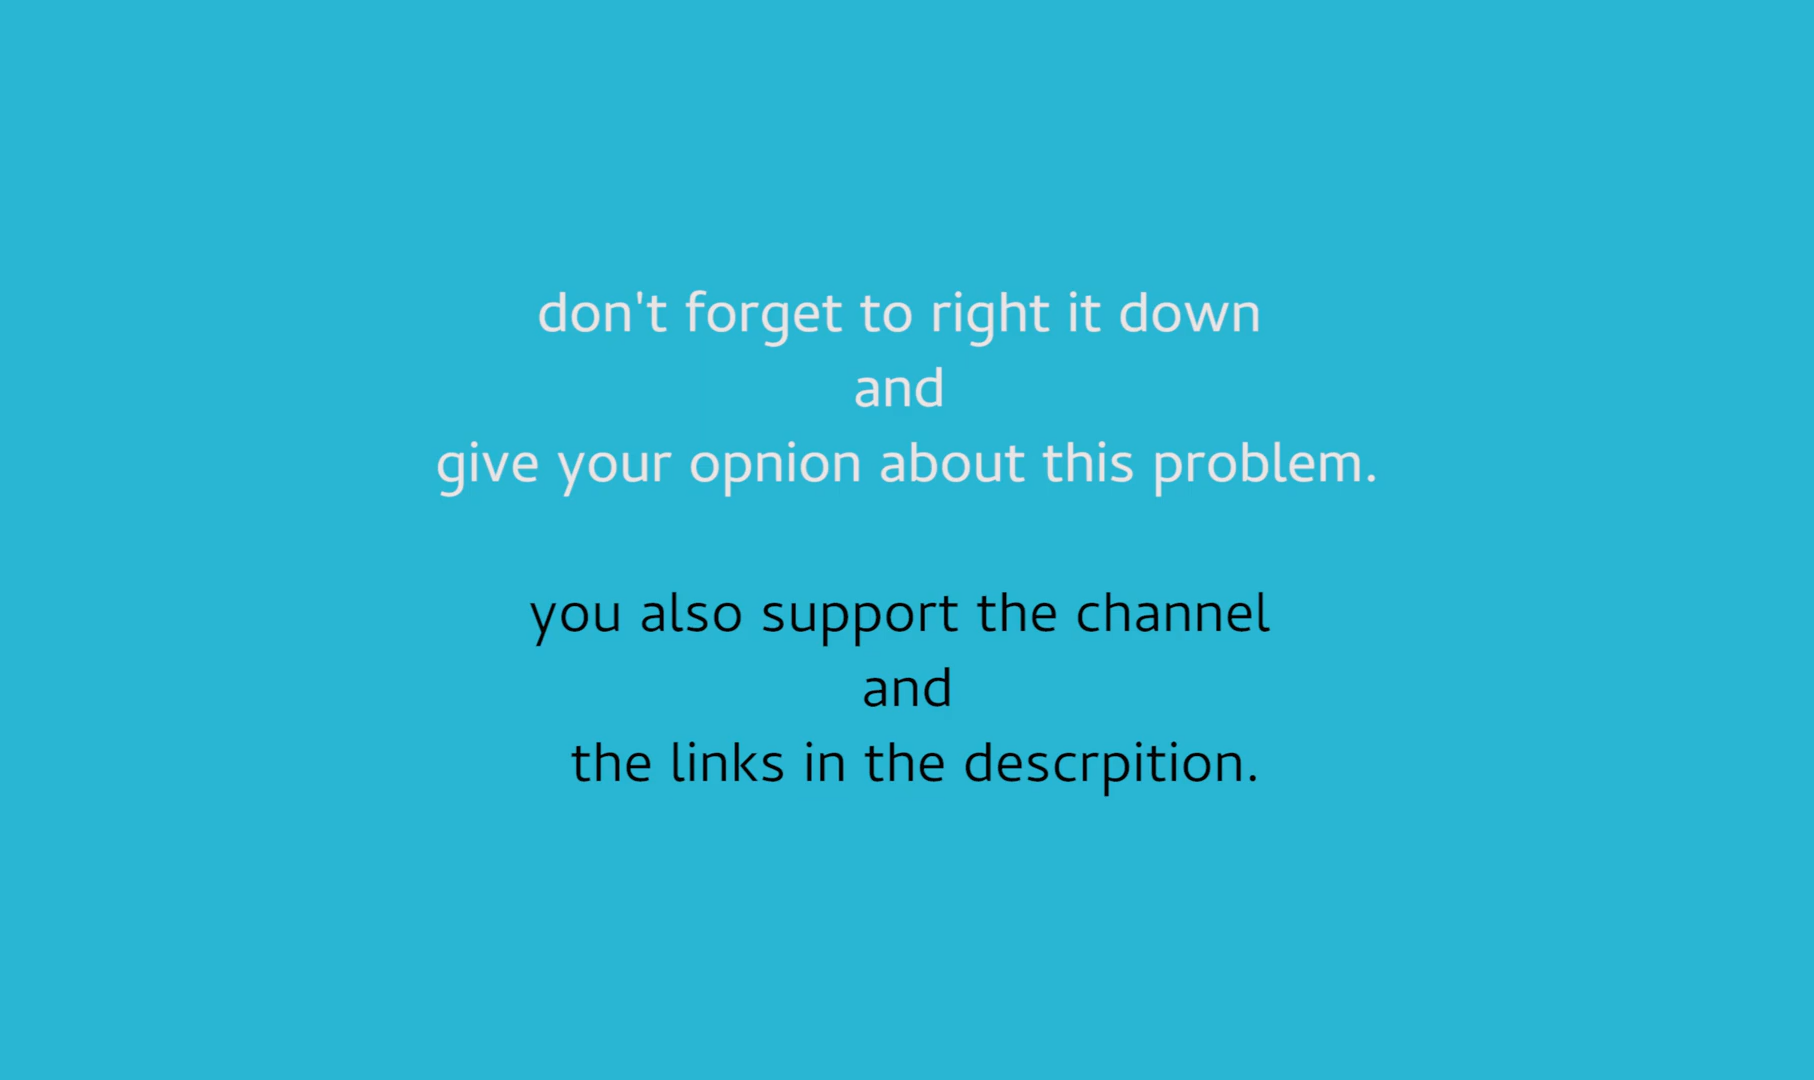 don't forget to right it down
and
give your opnion about this problem.
you also support the channel
and
the links in the descrpition.